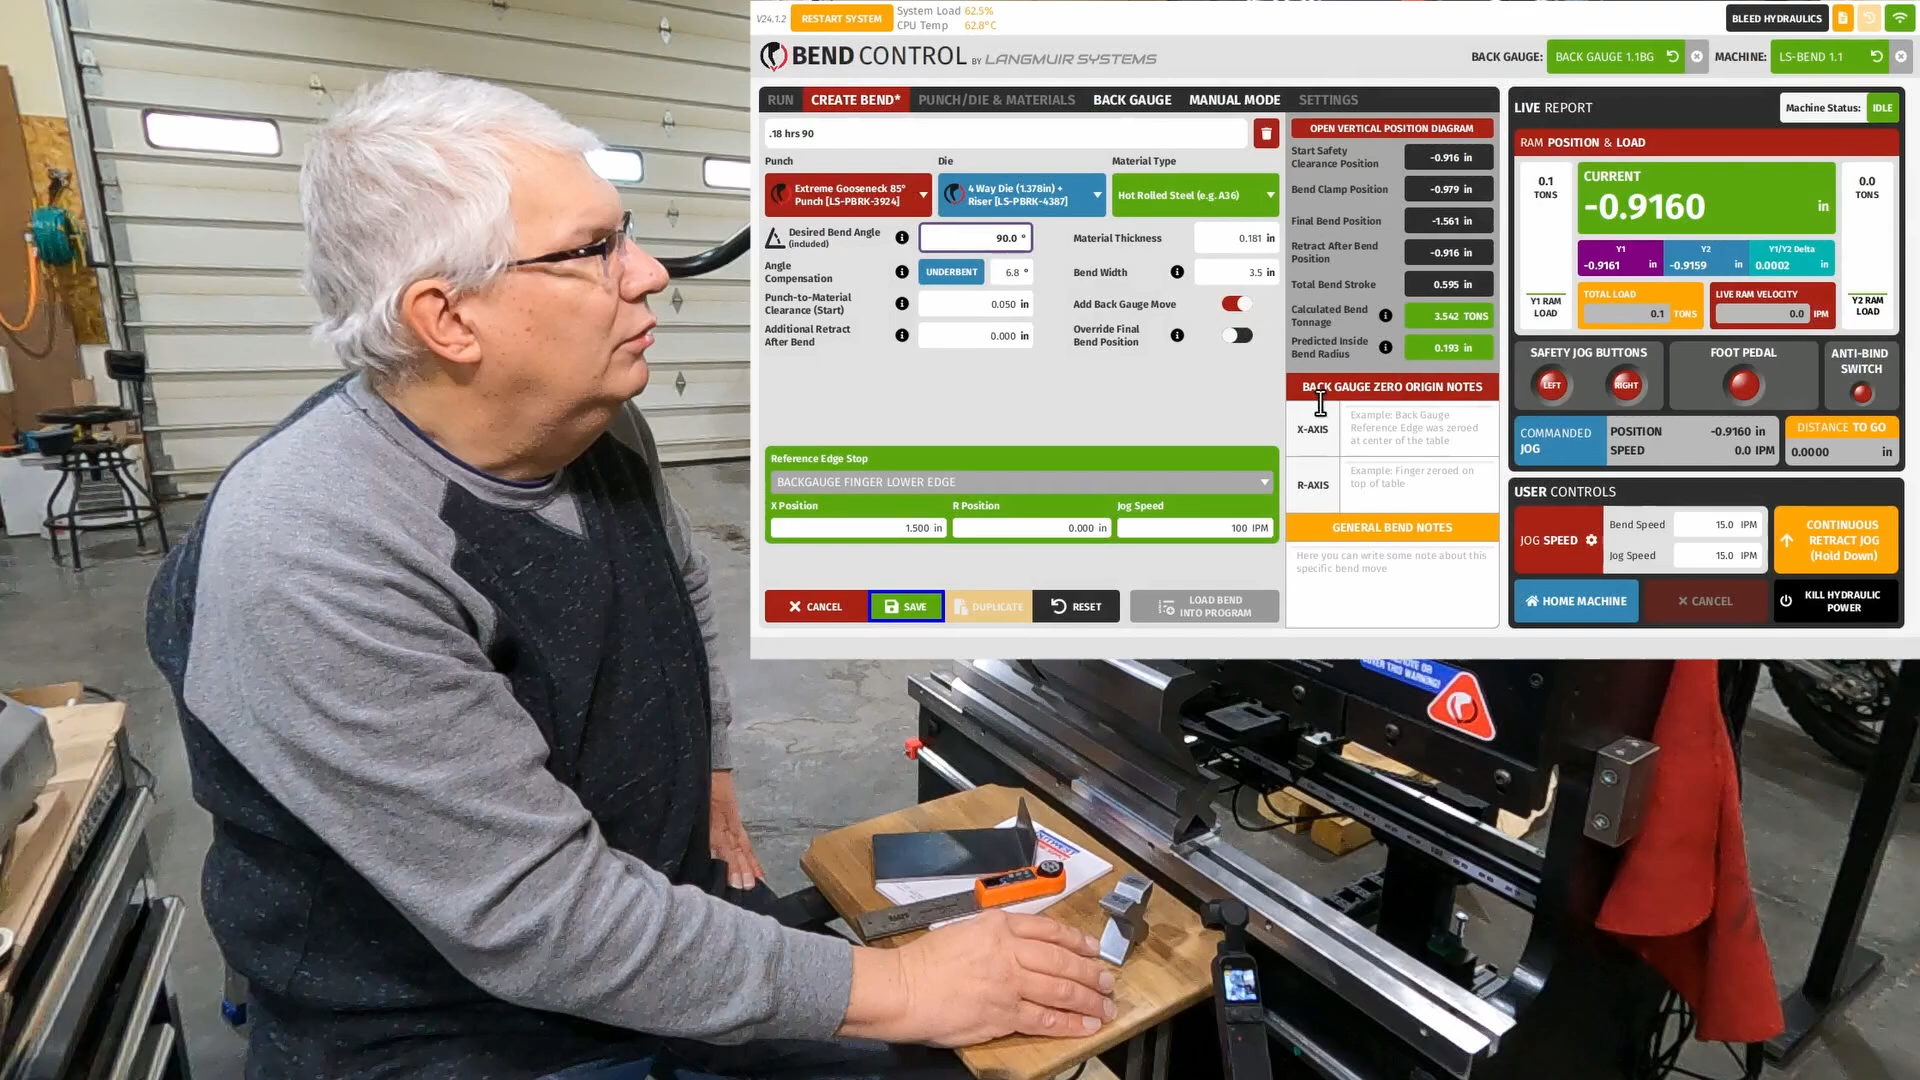 V24.1.2
RESTART SYSTEM
System Load 62.5%
CPU Temp 62.8°C
BLEED HYDRAULICS
BEND CONTROL BY LANGMUIR SYSTEMS
BACK GAUGE:
BACK GAUGE 1.1BG
MACHINE:
LS-BEND 1.1
RUN
CREATE BEND*
PUNCH/DIE & MATERIALS
BACK GAUGE
MANUAL MODE
SETTINGS
.18 hrs 90
Punch
Die
Material Type
Extreme Gooseneck 85°
Punch [LS-PBRK-3924]
4 Way Die (1.378in) +
Riser [LS-PBRK-4387]
Hot Rolled Steel (e.g. A36)
Desired Bend Angle
(included)
90.0 °
Material Thickness
0.181 in
Angle
Compensation
UNDERBENT
6.8 °
Bend Width
3.5 in
Punch-to-Material
Clearance (Start)
0.050 in
Add Back Gauge Move
Additional Retract
After Bend
0.000 in
Override Final
Bend Position
Reference Edge Stop
BACKGAUGE FINGER LOWER EDGE
X Position
R Position
Jog Speed
1.500 in
0.000 in
100 IPM
CANCEL
SAVE
DUPLICATE
RESET
LOAD BEND
INTO PROGRAM
OPEN VERTICAL POSITION DIAGRAM
Start Safety
Clearance Position
-0.916 in
Bend Clamp Position
-0.979 in
Final Bend Position
-1.561 in
Retract After Bend
Position
-0.916 in
Total Bend Stroke
0.595 in
Calculated Bend
Tonnage
3.542 TONS
Predicted Inside
Bend Radius
0.193 in
BACK GAUGE ZERO ORIGIN NOTES
X-AXIS
Example: Back Gauge
Reference Edge was zeroed
at center of the table
R-AXIS
Example: Finger zeroed on
top of table
GENERAL BEND NOTES
Here you can write some note about this
specific bend move
LIVE REPORT
Machine Status:
IDLE
RAM POSITION & LOAD
0.1
TONS
Y1 RAM
LOAD
CURRENT
-0.9160 in
Y1
-0.9161 in
Y2
-0.9159 in
Y1/Y2 Delta
0.0002 in
TOTAL LOAD
0.1 TONS
LIVE RAM VELOCITY
0.0 IPM
0.0
TONS
Y2 RAM
LOAD
SAFETY JOG BUTTONS
LEFT
RIGHT
FOOT PEDAL
ANTI-BIND
SWITCH
COMMANDED
JOG
POSITION -0.9160 in
SPEED 0.0 IPM
DISTANCE TO GO
0.0000 in
USER CONTROLS
JOG SPEED
Bend Speed 15.0 IPM
Jog Speed 15.0 IPM
CONTINUOUS
RETRACT JOG
(Hold Down)
HOME MACHINE
CANCEL
KILL HYDRAULIC
POWER